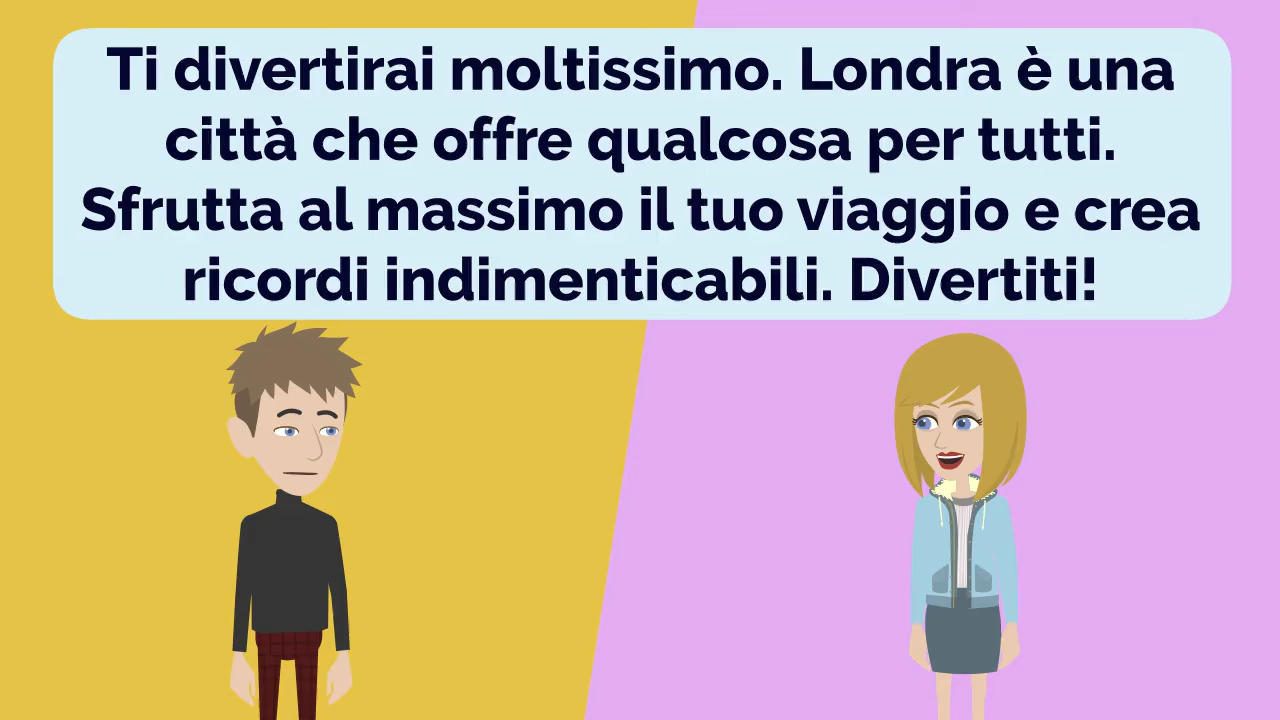 Ti divertirai moltissimo. Londra è una
città che offre qualcosa per tutti.
Sfrutta al massimo il tuo viaggio e crea
ricordi indimenticabili. Divertiti!